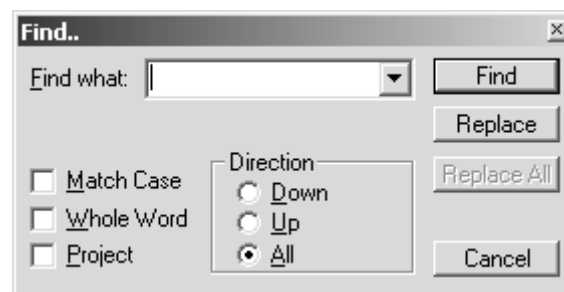 Find..
Find what:
Find
Replace
Replace All
Match Case
Whole Word
Project
Direction
Down
Up
All
Cancel